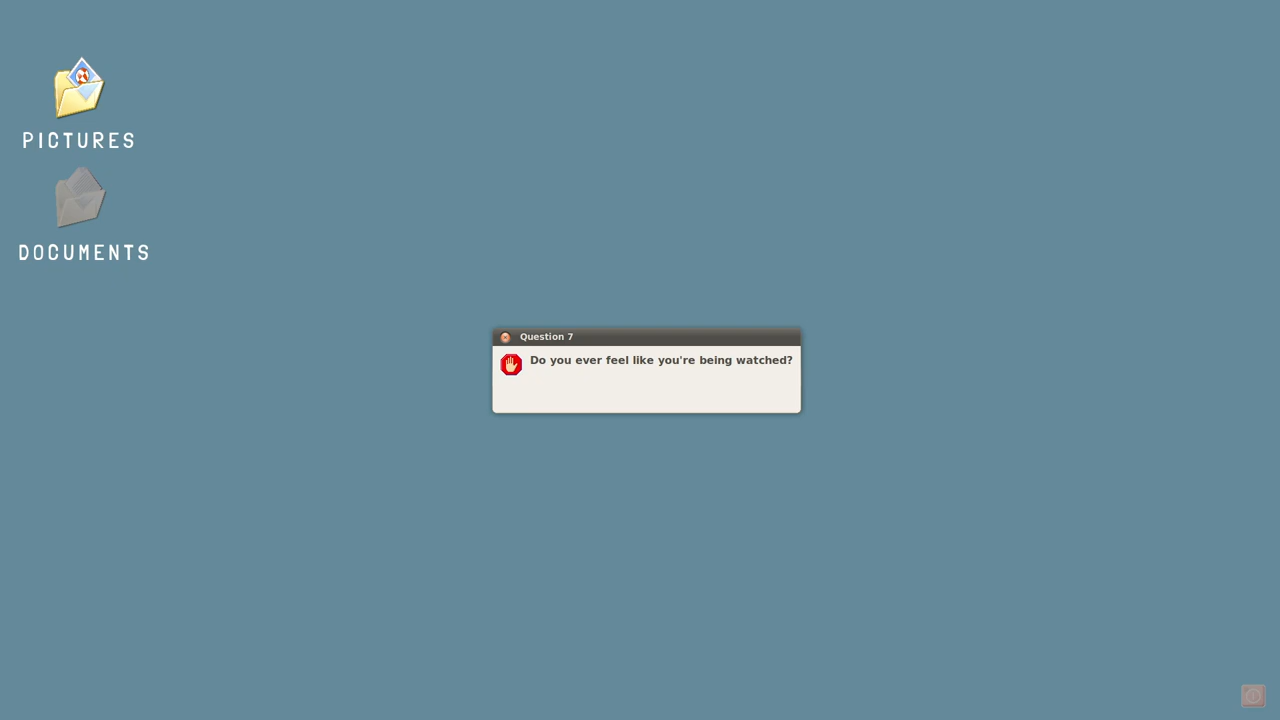 PICTURES
DOCUMENTS
Question 7
Do you ever feel like you're being watched?